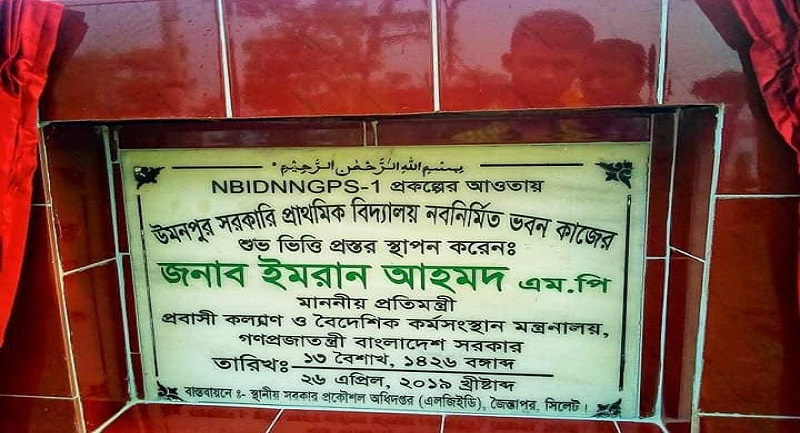 بسم الله الرحمن الرحيم
NBIDNNGPS-1 প্রকল্পের আওতায়
উমনপুর সরকারি প্রাথমিক বিদ্যালয় নবনির্মিত ভবন কাজের
শুভ ভিত্তি প্রস্তর স্থাপন করেনঃ
জনাব ইমরান আহমদ এম.পি
মাননীয় প্রতিমন্ত্রী
প্রবাসী কল্যাণ ও বৈদেশিক কর্মসংস্থান মন্ত্রনালয়,
গণপ্রজাতন্ত্রী বাংলাদেশ সরকার
তারিখঃ ১৩ বৈশাখ, ১৪২৬ বঙ্গাব্দ
২৬ এপ্রিল, ২০১৯ খ্রীষ্টাব্দ
বাস্তবায়নে ঃ- স্থানীয় সরকার প্রকৌশল অধিদপ্তর (এলজিইডি), জৈন্তাপুর, সিলেট।